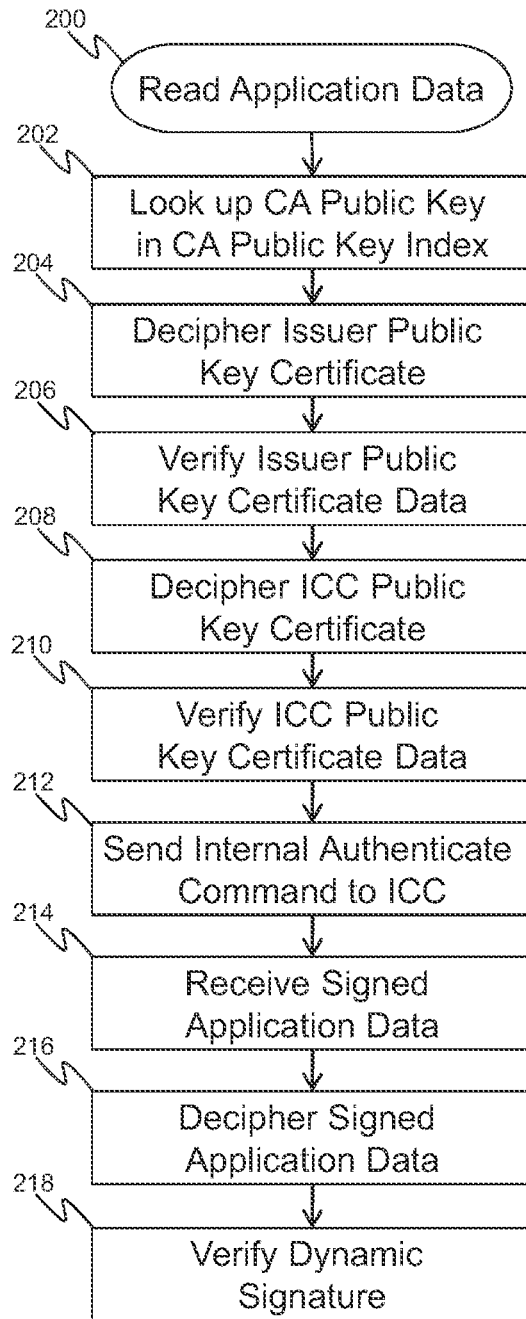 200
Read Application Data
202
Look up CA Public Key
in CA Public Key Index
204
Decipher Issuer Public
Key Certificate
206
Verify Issuer Public
Key Certificate Data
208
Decipher ICC Public
Key Certificate
210
Verify ICC Public
Key Certificate Data
212
Send Internal Authenticate
Command to ICC
214
Receive Signed
Application Data
216
Decipher Signed
Application Data
218
Verify Dynamic
Signature